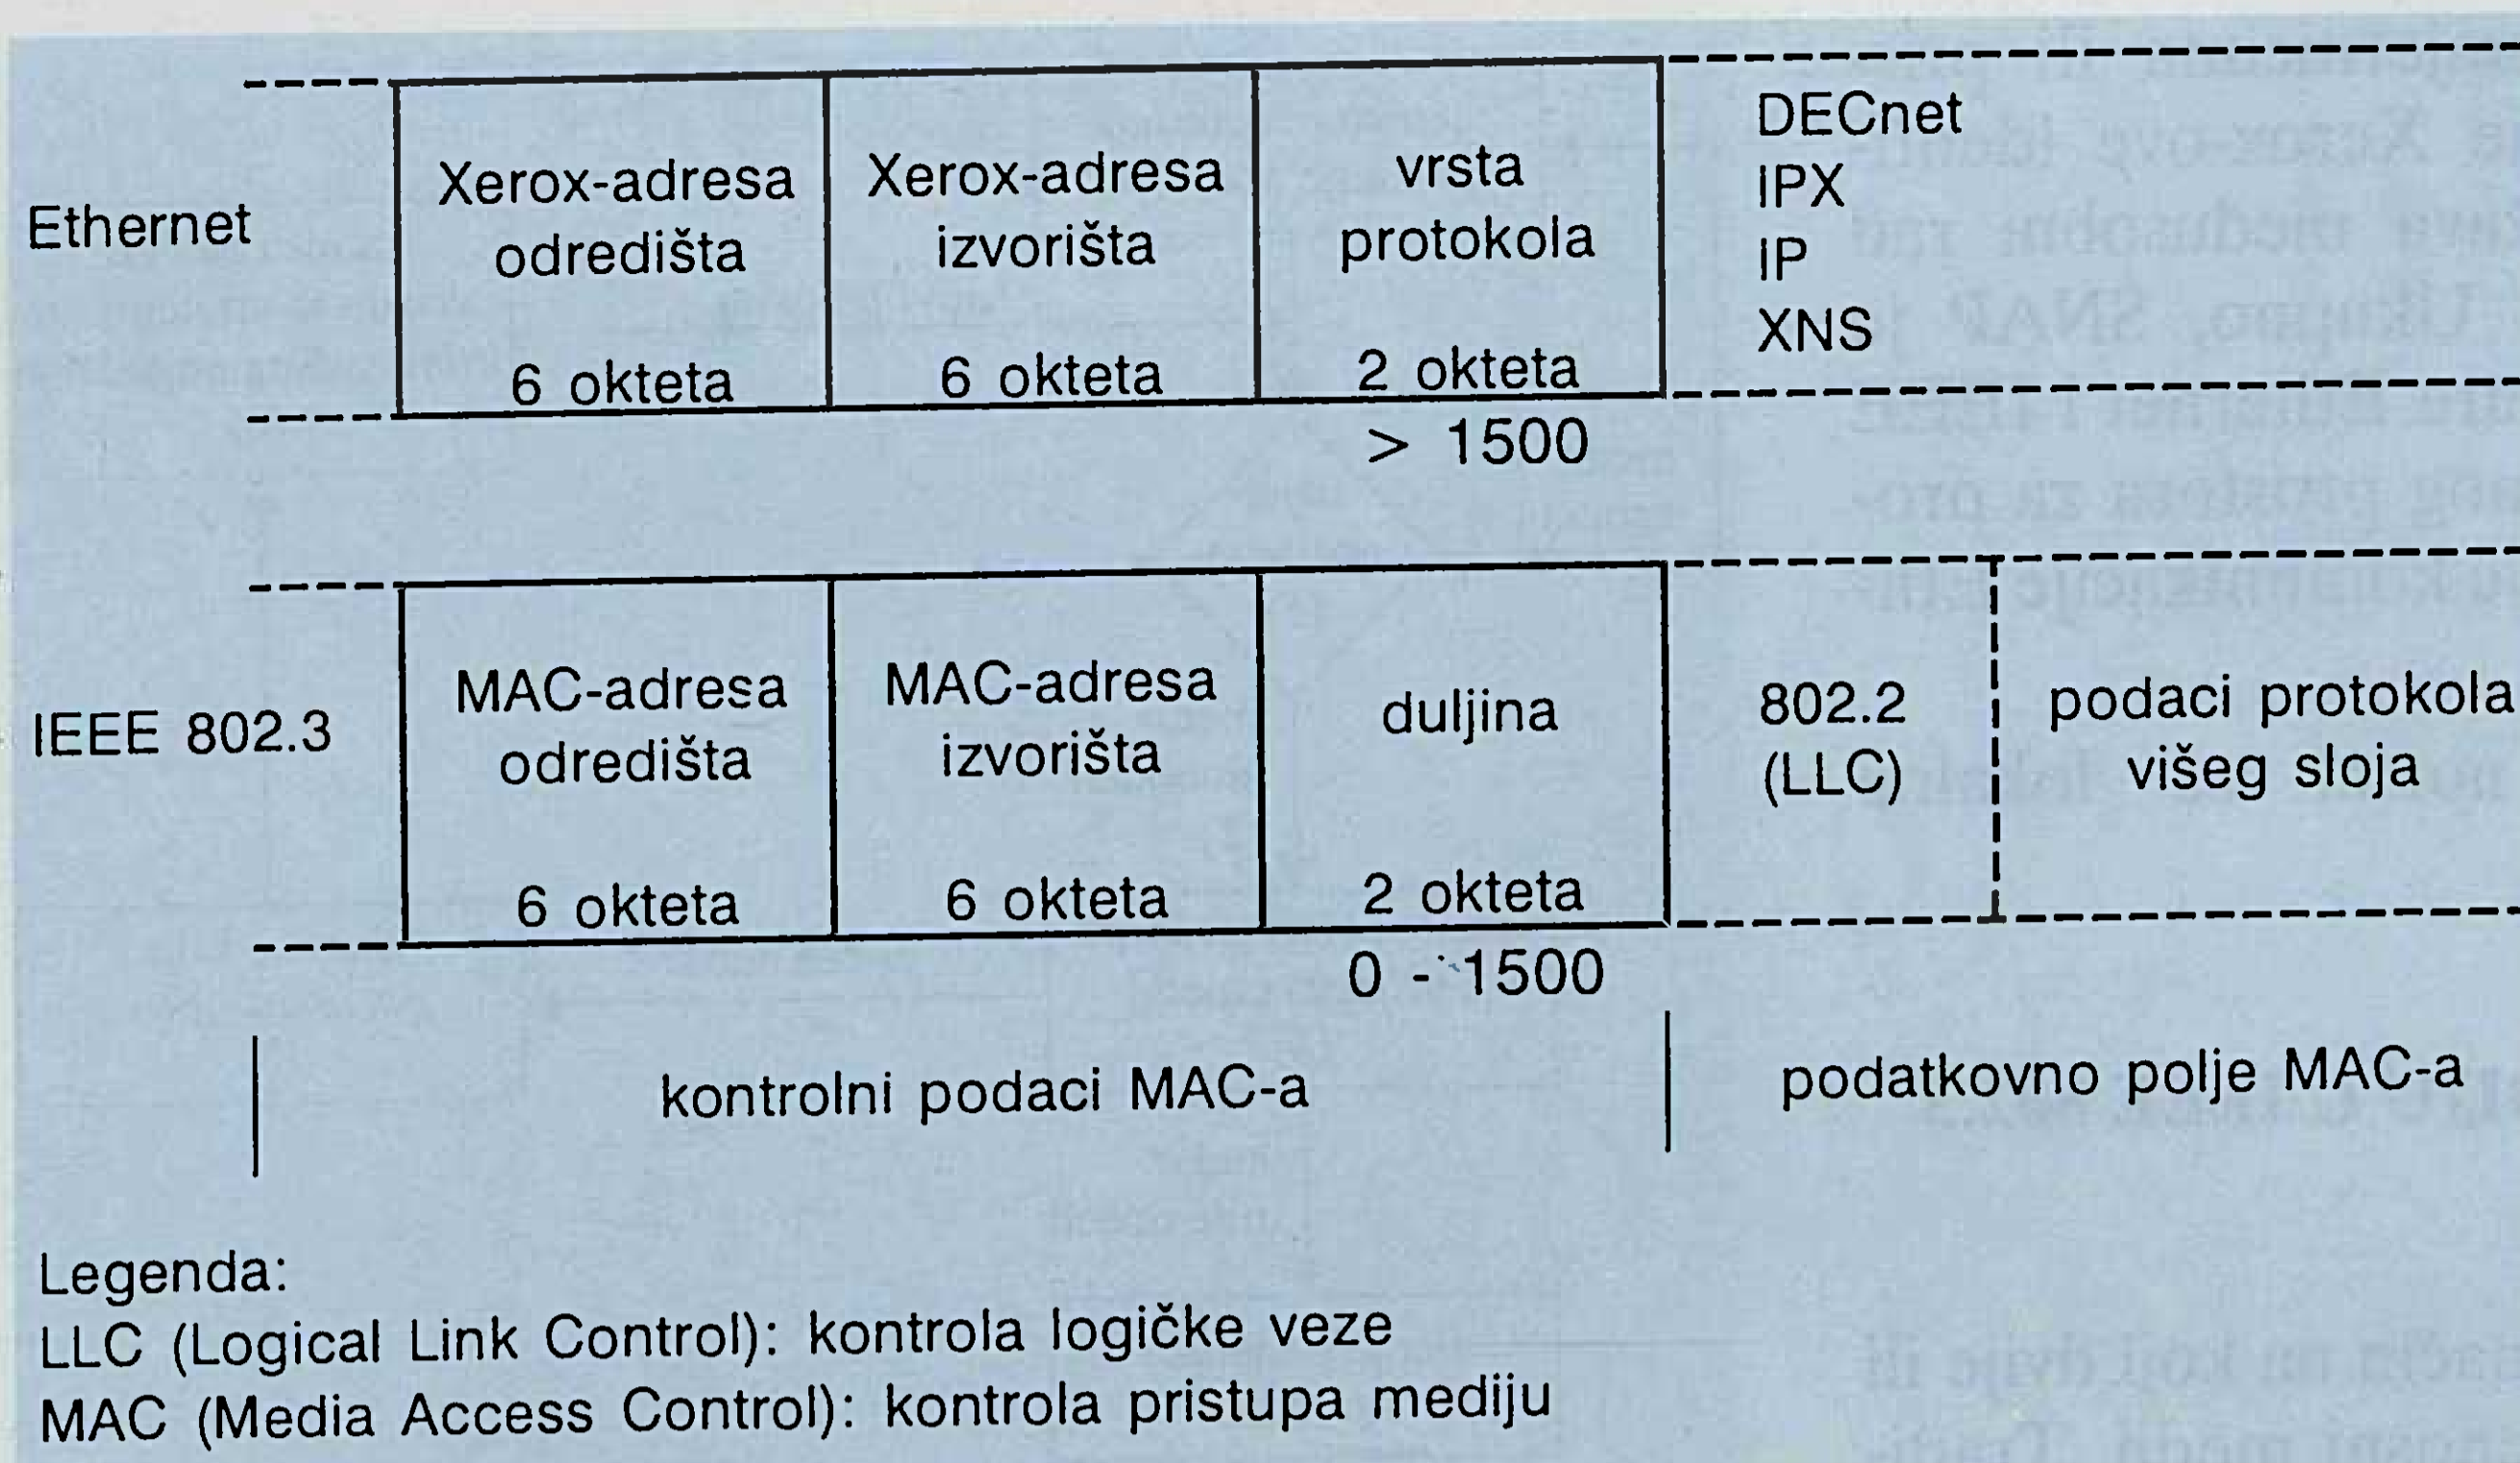 Ethernet
Xerox-adresa
odredišta
6 okteta
Xerox-adresa
izvorišta
6 okteta
vrsta
protokola
2 okteta
> 1500
DECnet
IPX
IP
XNS
IEEE 802.3
MAC-adresa
odredišta
6 okteta
MAC-adresa
izvorišta
6 okteta
duljina
2 okteta
0 - 1500
802.2
(LLC)
podaci protokola
višeg sloja
kontrolni podaci MAC-a
podatkovno polje MAC-a
Legenda:
LLC (Logical Link Control): kontrola logičke veze
MAC (Media Access Control): kontrola pristupa mediju